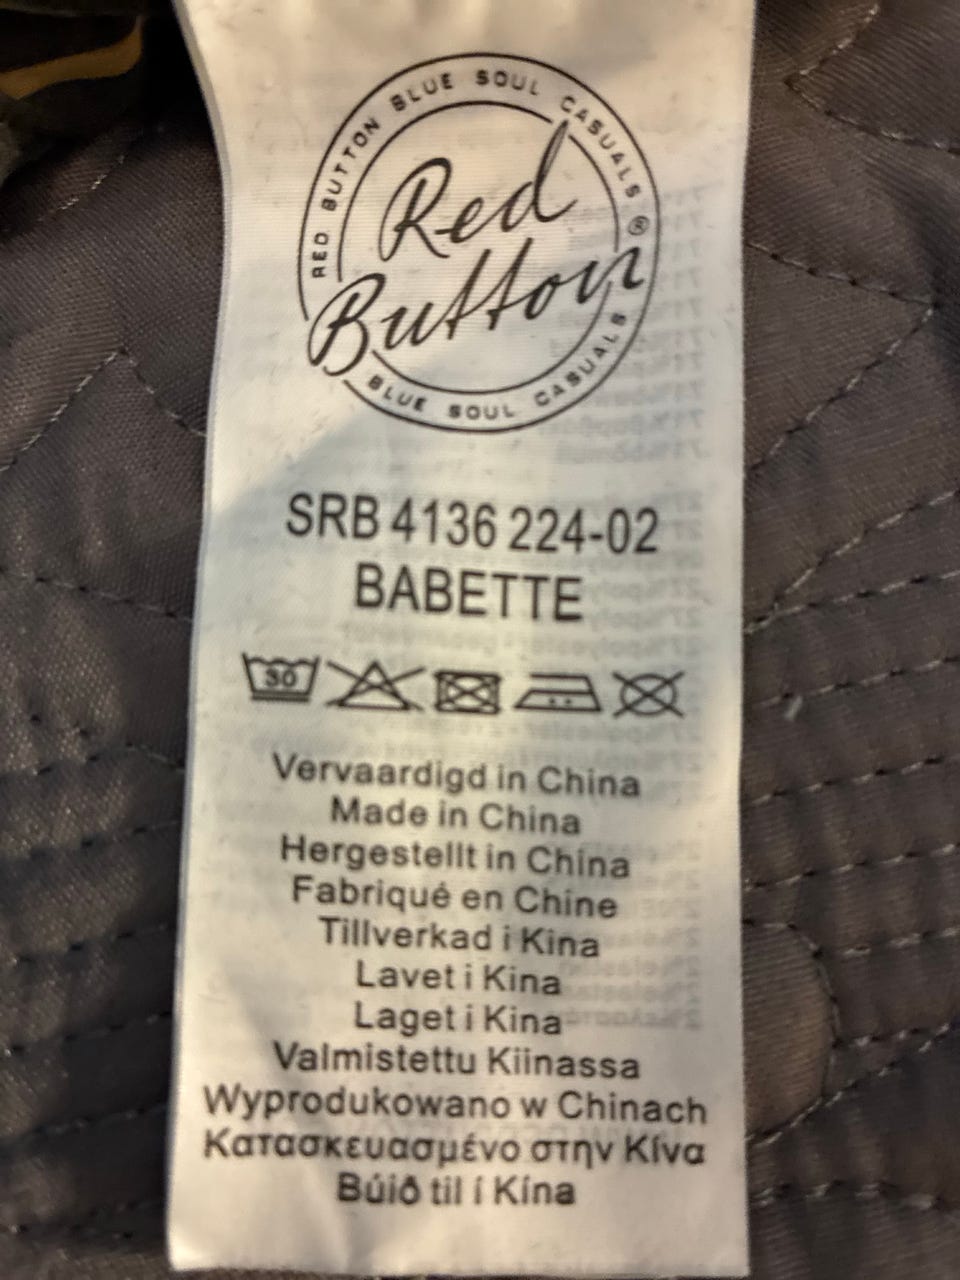 RED BUTTON BLUE SOUL CASUALS ®
Red
Button
BLUE SOUL CASUALS
SRB 4136 224-02
BABETTE
30
Vervaardigd in China
Made in China
Hergestellt in China
Fabriqué en Chine
Tillverkad i Kina
Lavet i Kina
Laget i Kina
Valmistettu Kiinassa
Wyprodukowano w Chinach
Κατασκευασμένο στην Κίνα
Búið til í Kína